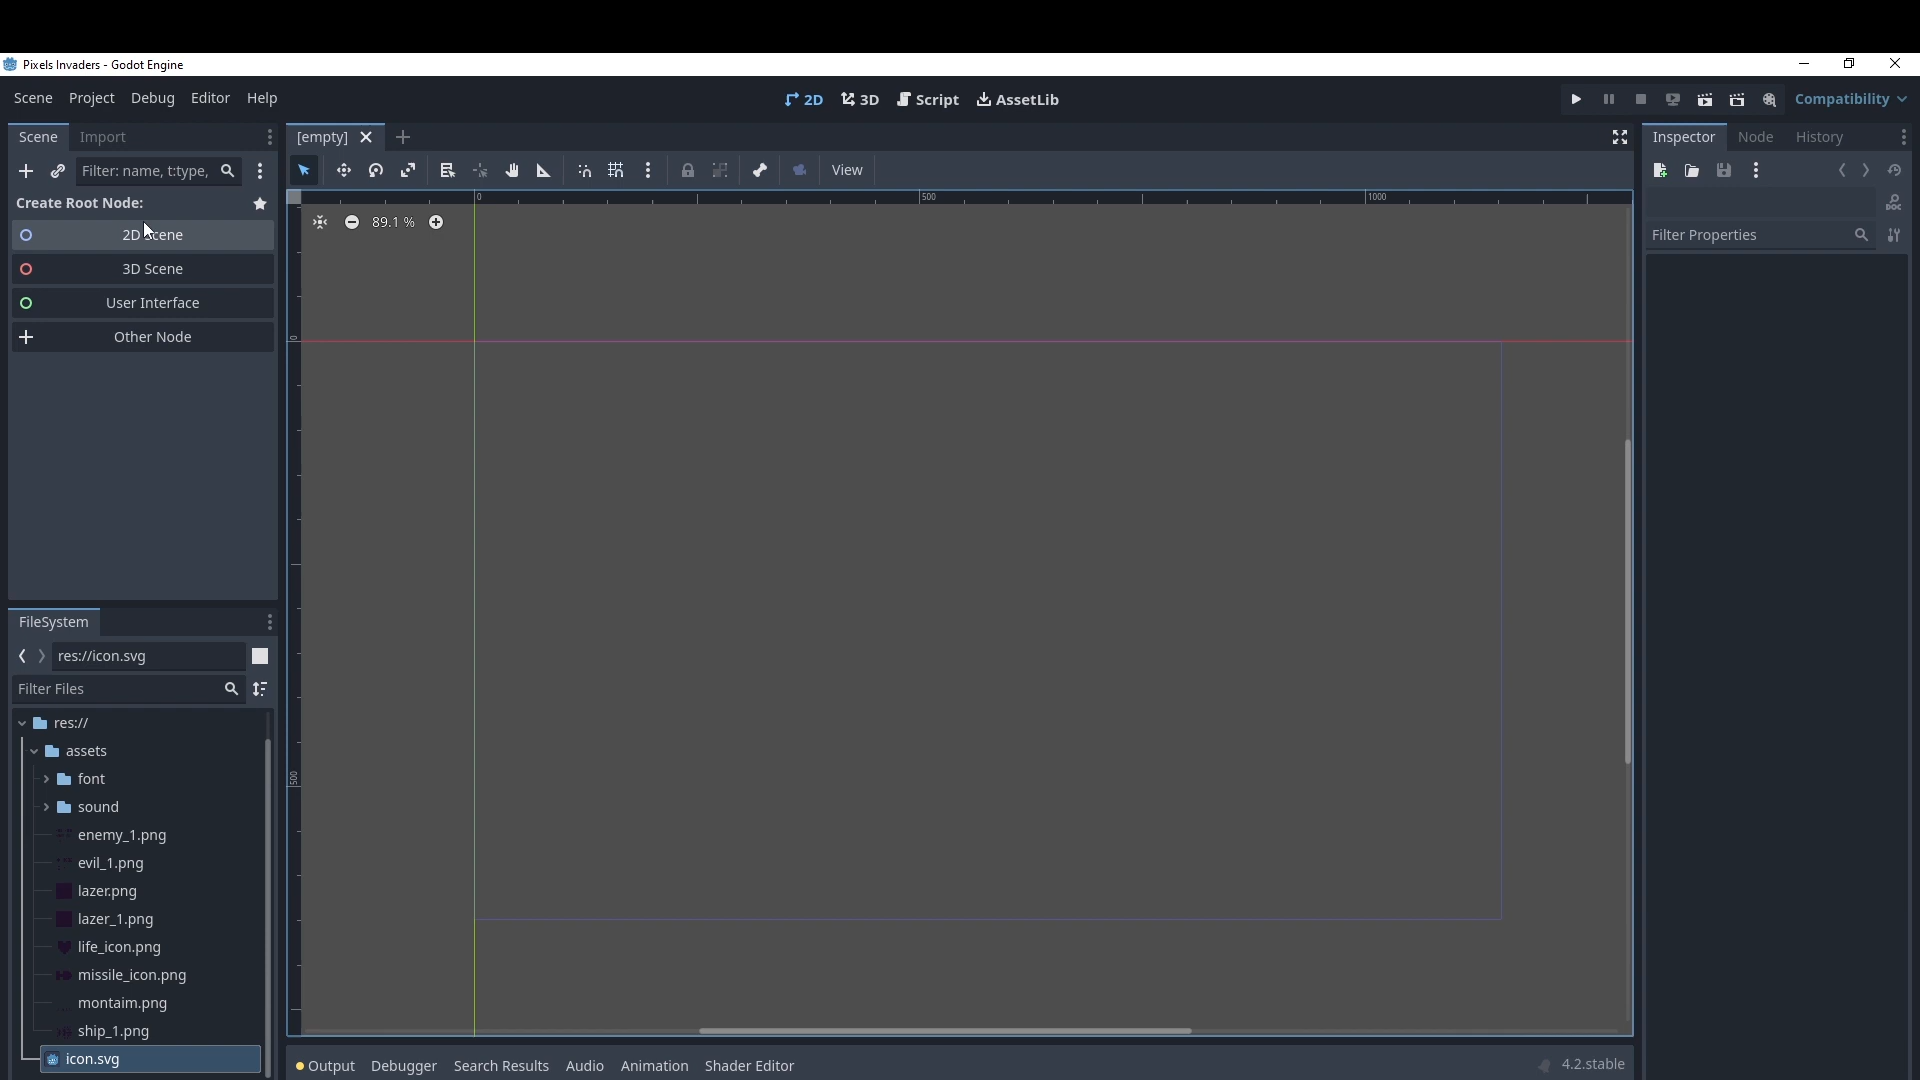 Pixels Invaders - Godot Engine
Scene Project Debug Editor Help
2D 3D Script AssetLib
Compatibility
Scene Import
[empty]
Inspector Node History
Filter: name, t:type,
View
Create Root Node:
2D Scene
3D Scene
User Interface
Other Node
0 500 1000
89.1 %
Filter Properties
0
500
FileSystem
res://icon.svg
Filter Files
res://
assets
font
sound
enemy_1.png
evil_1.png
lazer.png
lazer_1.png
life_icon.png
missile_icon.png
montaim.png
ship_1.png
icon.svg
Output Debugger Search Results Audio Animation Shader Editor
4.2.stable